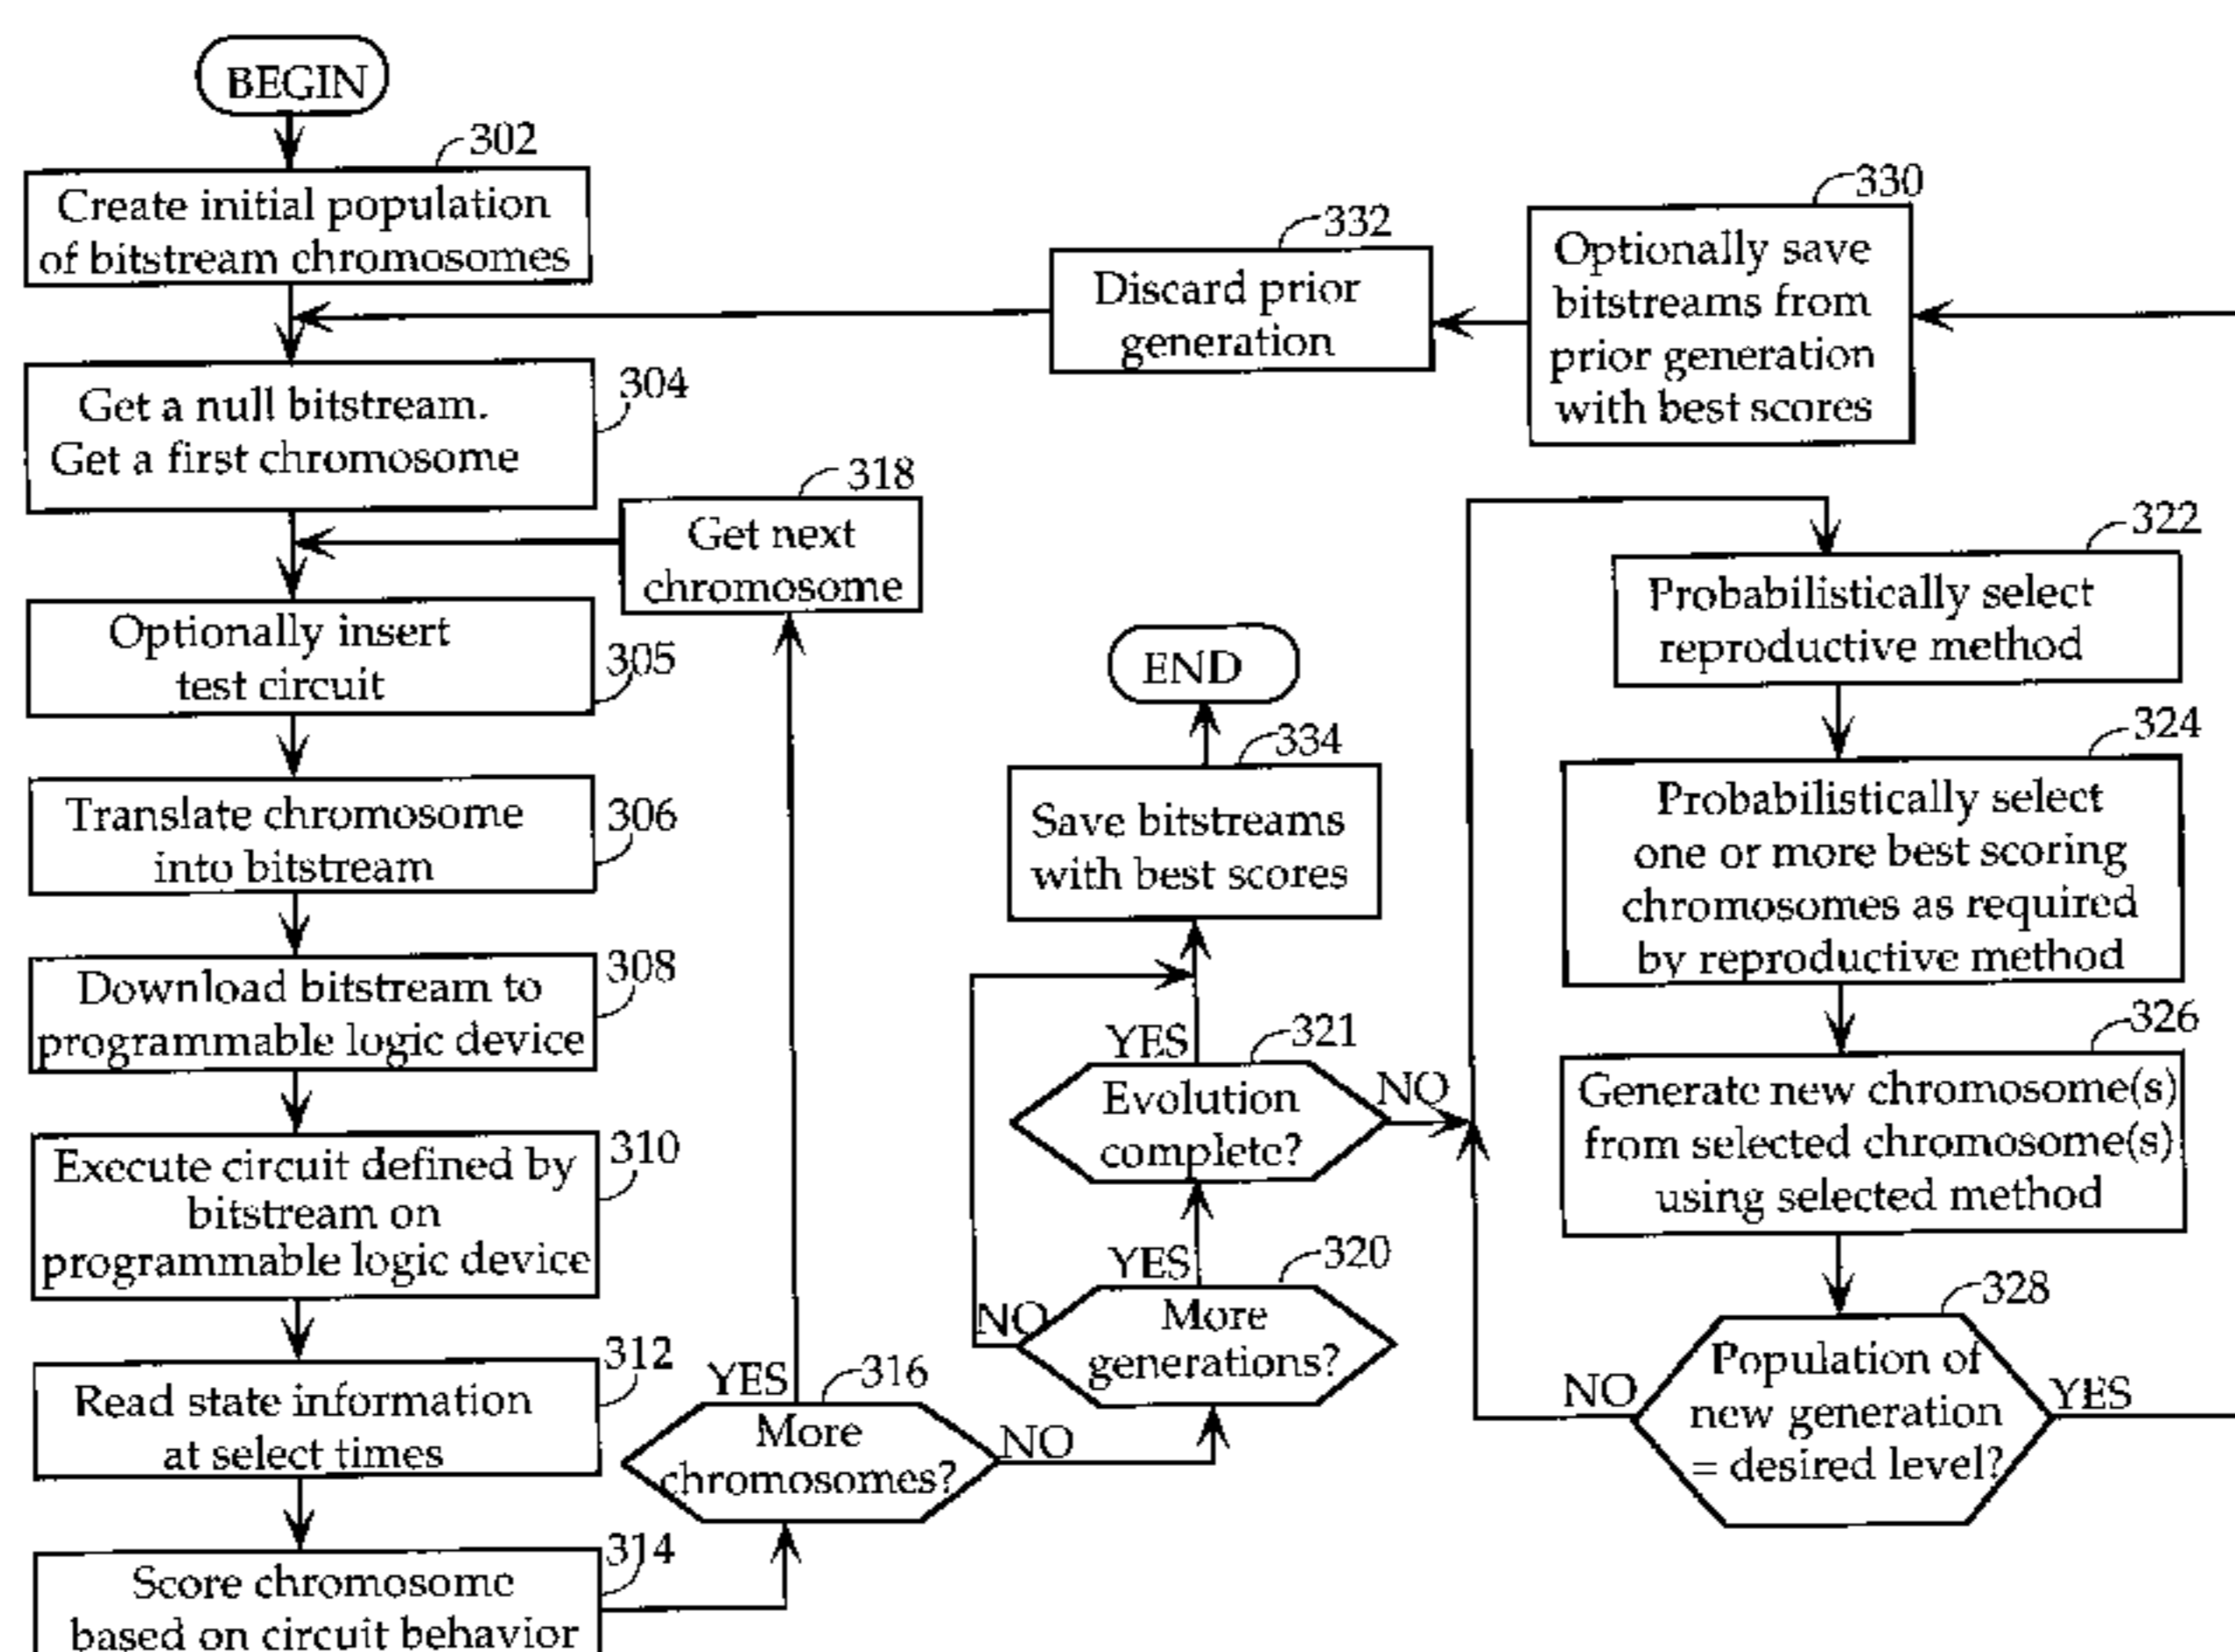 BEGIN
302
Create initial population
of bitstream chromosomes
304
Get a null bitstream.
Get a first chromosome
305
Optionally insert
test circuit
306
Translate chromosome
into bitstream
308
Download bitstream to
programmable logic device
310
Execute circuit defined by
bitstream on
programmable logic device
312
Read state information
at select times
314
Score chromosome
based on circuit behavior
316
More
chromosomes?
YES
NO
318
Get next
chromosome
320
More
generations?
YES
NO
321
Evolution
complete?
YES
NO
334
Save bitstreams
with best scores
END
322
Probabilistically select
reproductive method
324
Probabilistically select
one or more best scoring
chromosomes as required
by reproductive method
326
Generate new chromosome(s)
from selected chromosome(s)
using selected method
328
Population of
new generation
= desired level?
NO
YES
330
Optionally save
bitstreams from
prior generation
with best scores
332
Discard prior
generation